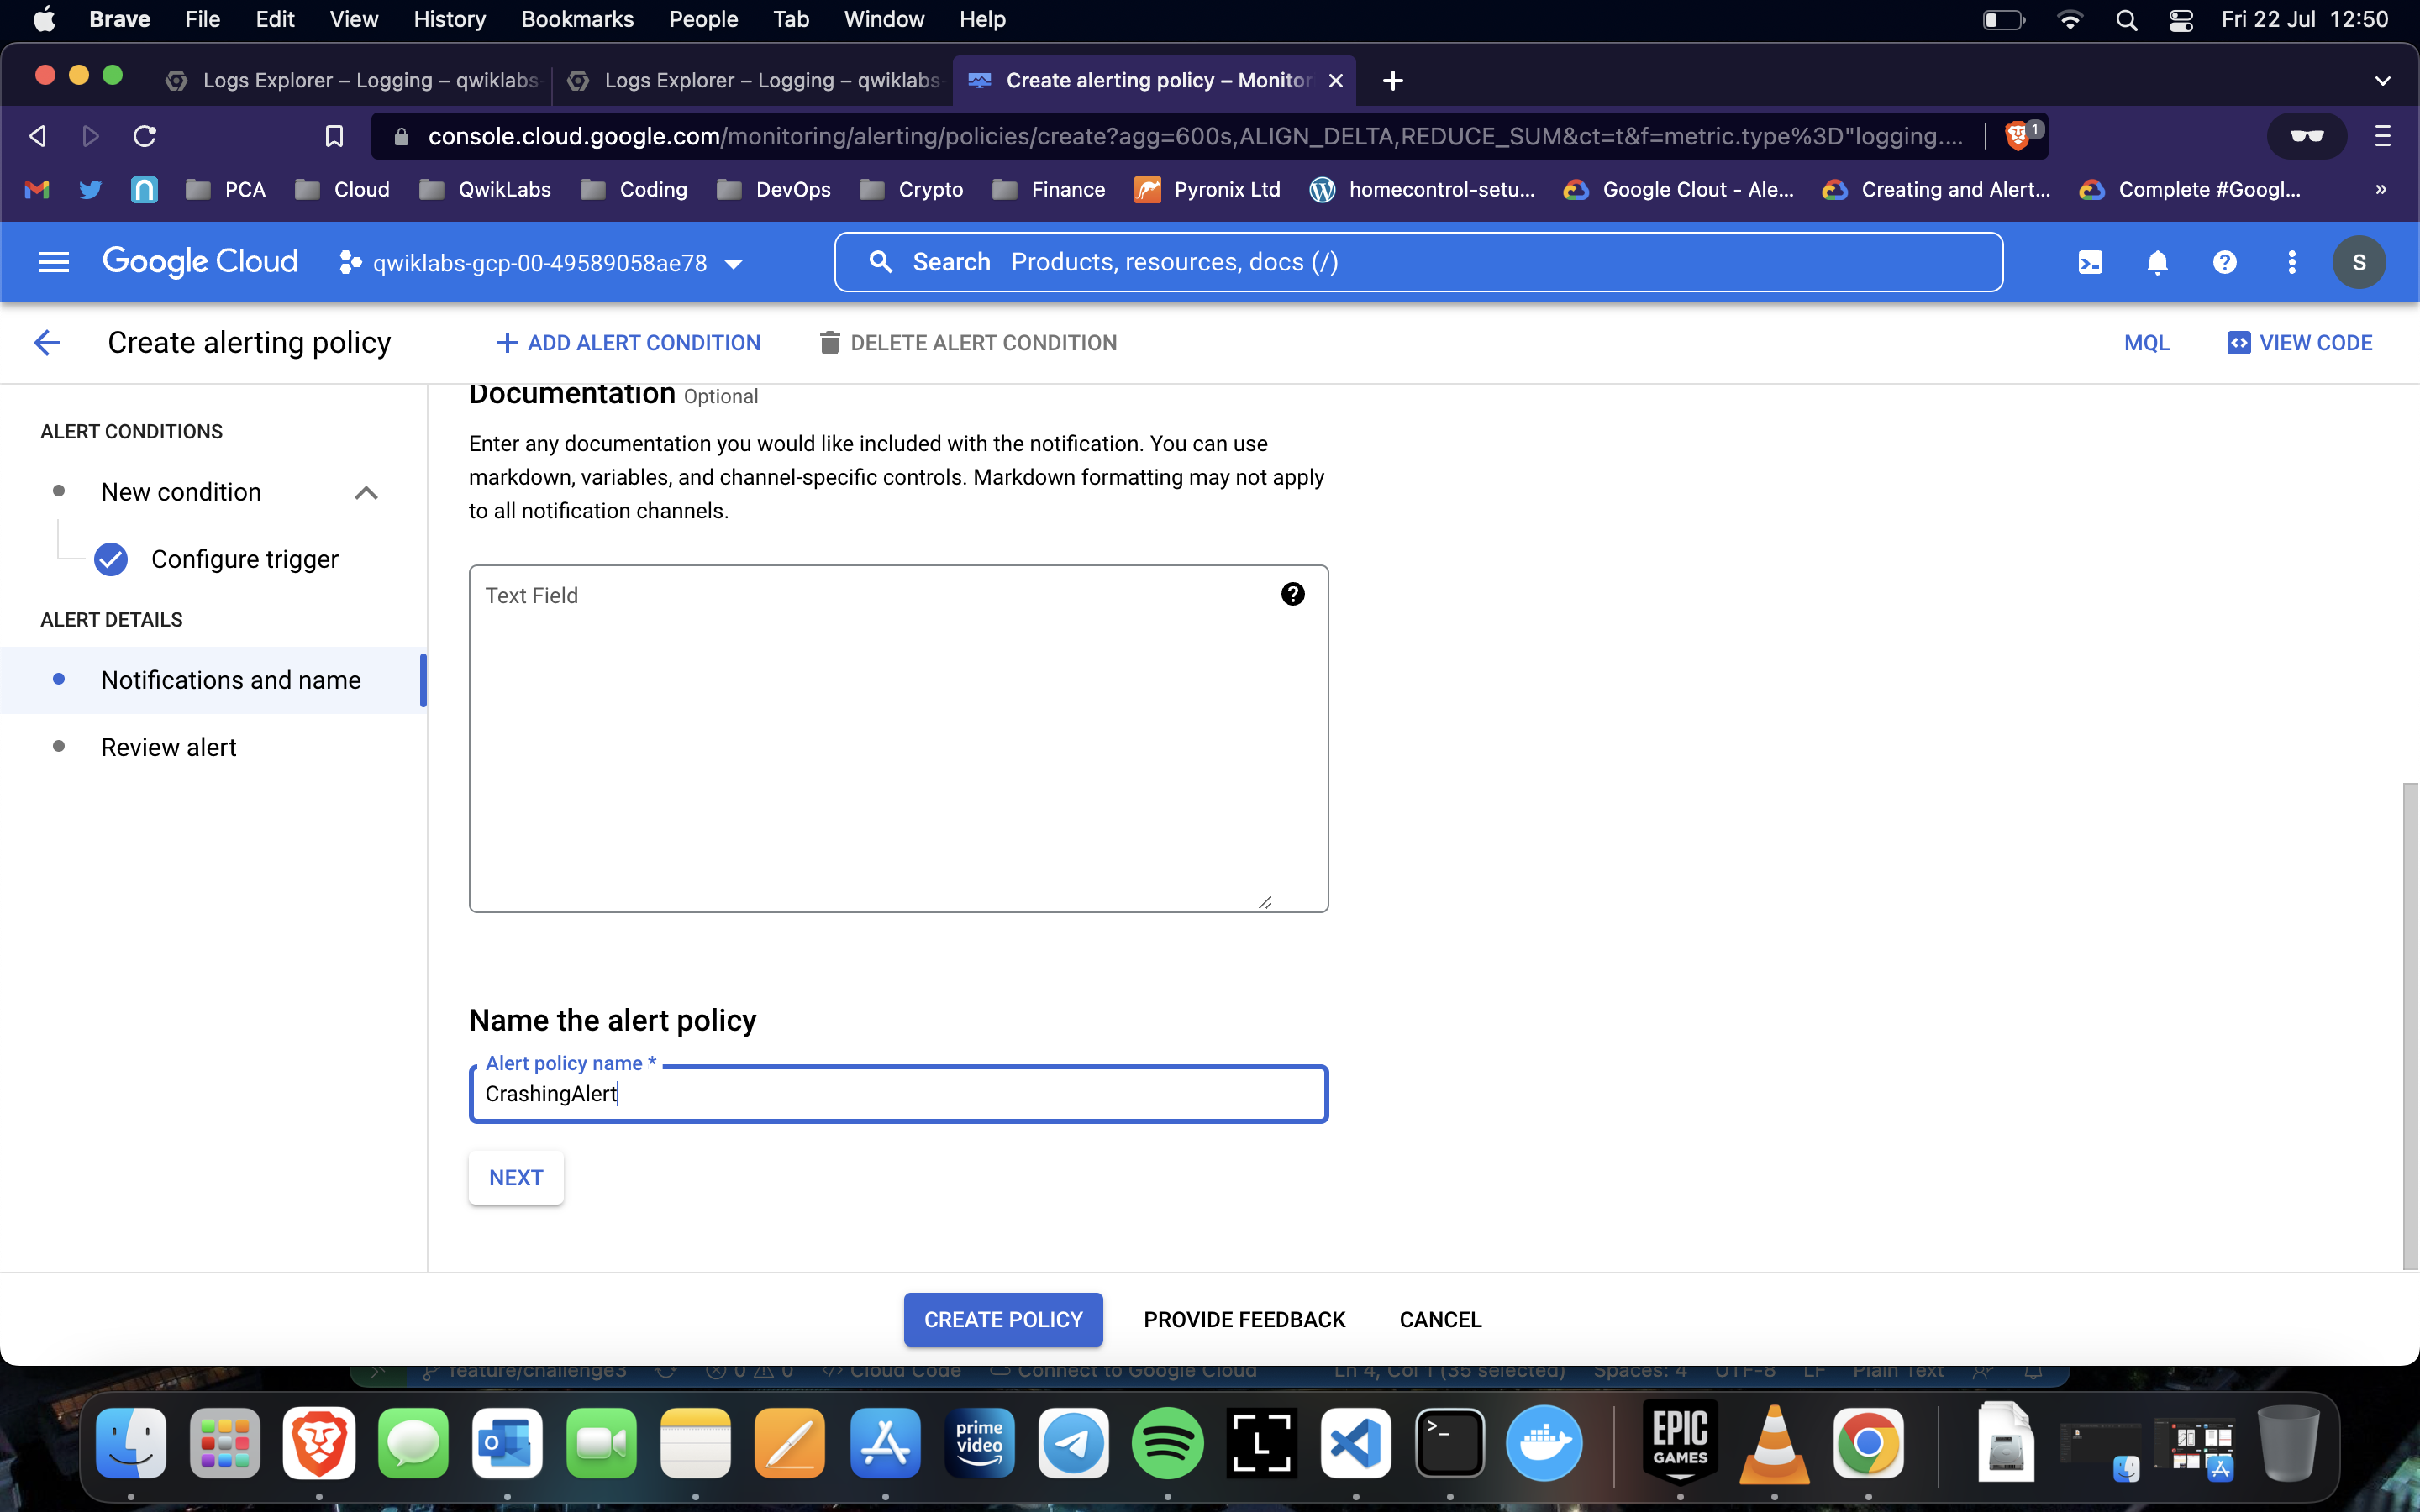 Brave File Edit View History Bookmarks People Tab Window Help Fri 22 Jul 12:50
Logs Explorer – Logging – qwiklabs- Logs Explorer – Logging – qwiklabs- Create alerting policy – Monitor
console.cloud.google.com/monitoring/alerting/policies/create?agg=600s,ALIGN_DELTA,REDUCE_SUM&ct=t&f=metric.type%3D"logging.... 1
PCA Cloud QwikLabs Coding DevOps Crypto Finance Pyronix Ltd homecontrol-setu... Google Clout - Ale... Creating and Alert... Complete #Googl... »
Google Cloud qwiklabs-gcp-00-49589058ae78 Search Products, resources, docs (/) S
Create alerting policy ADD ALERT CONDITION DELETE ALERT CONDITION MQL VIEW CODE
ALERT CONDITIONS
New condition
Configure trigger
ALERT DETAILS
Notifications and name
Review alert
Documentation Optional
Enter any documentation you would like included with the notification. You can use
markdown, variables, and channel-specific controls. Markdown formatting may not apply
to all notification channels.
Text Field
Name the alert policy
Alert policy name *
CrashingAlert
NEXT
CREATE POLICY PROVIDE FEEDBACK CANCEL
feature/challenge3 0 0 Cloud Code Connect to Google Cloud Ln 4, Col 1 (35 selected) Spaces: 4 UTF-8 LF Plain Text
prime
video
L
EPIC
GAMES